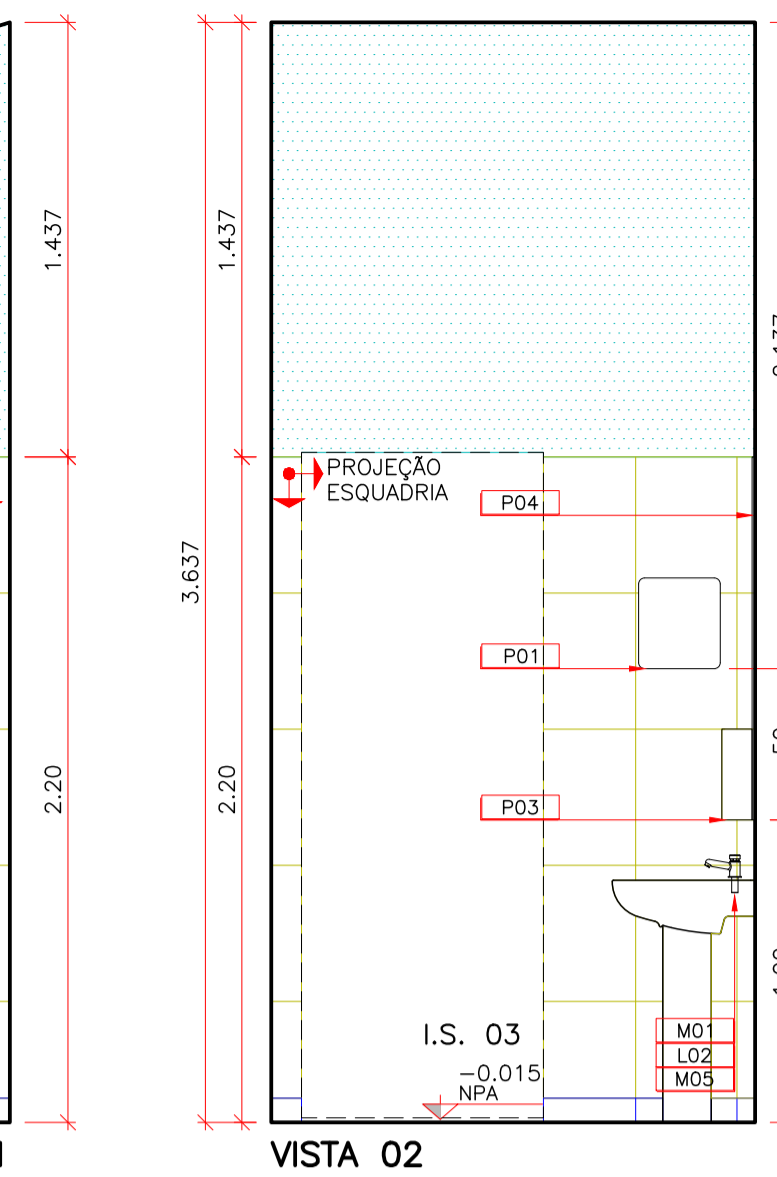 1.437
1.437
3.637
2.20
2.20
PROJEÇÃO
ESQUADRIA
P04
P01
P03
M01
L02
M05
I.S. 03
-0.015
NPA
VISTA 02